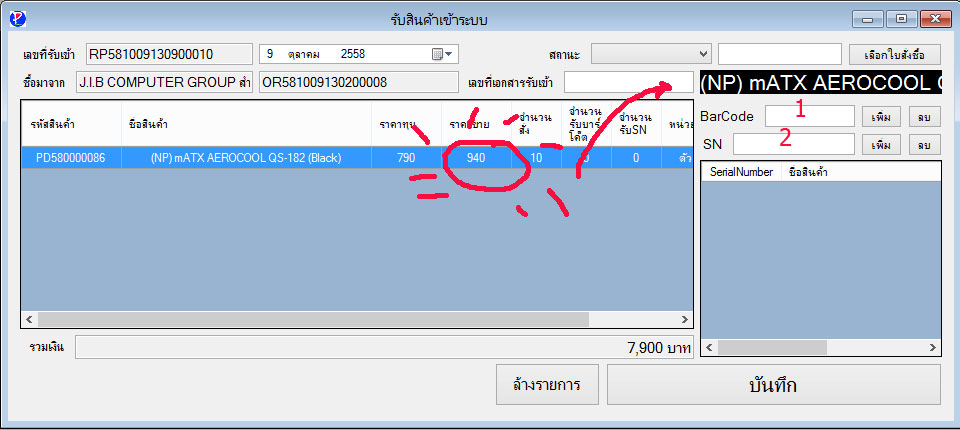 รับสินค้าเข้าระบบ
เลขที่รับเข้า RP581009130900010 9 ตุลาคม 2558 สถานะ เลือกใบสั่งซื้อ
ซื้อมาจาก J.I.B COMPUTER GROUP สำ OR581009130200008 เลขที่เอกสารรับเข้า (NP) mATX AEROCOOL
รหัสสินค้า ชื่อสินค้า ราคาทุน ราคาขาย จำนวนสั่ง จำนวนรับบาร์โค๊ต จำนวนรับSN หน่วย
PD580000086 (NP) mATX AEROCOOL QS-182 (Black) 790 940 10 0 0 ตัว
BarCode 1 เพิ่ม ลบ
SN 2 เพิ่ม ลบ
SerialNumber ชื่อสินค้า
รวมเงิน 7,900 บาท
ล้างรายการ บันทึก